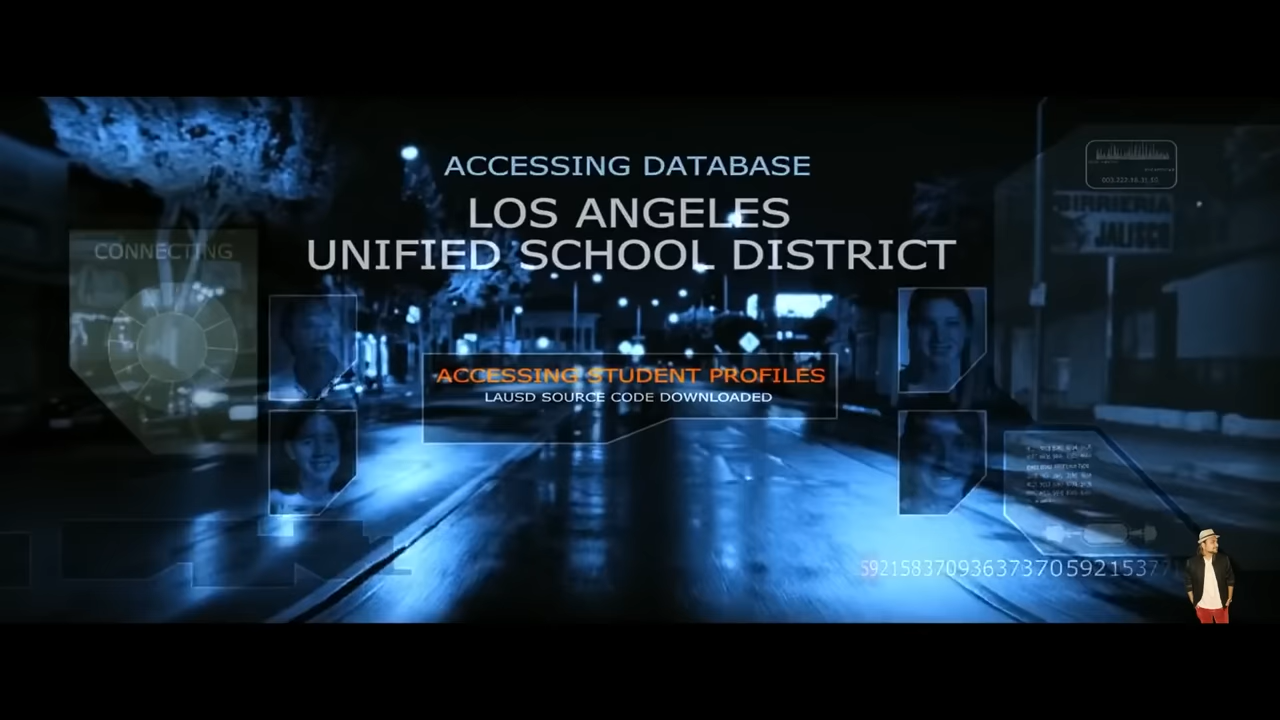 ACCESSING DATABASE
LOS ANGELES
UNIFIED SCHOOL DISTRICT
CONNECTING
BIRRIERIA
JALISCO
ACCESSING STUDENT PROFILES
LAUSD SOURCE CODE DOWNLOADED
5921583709363737059215377